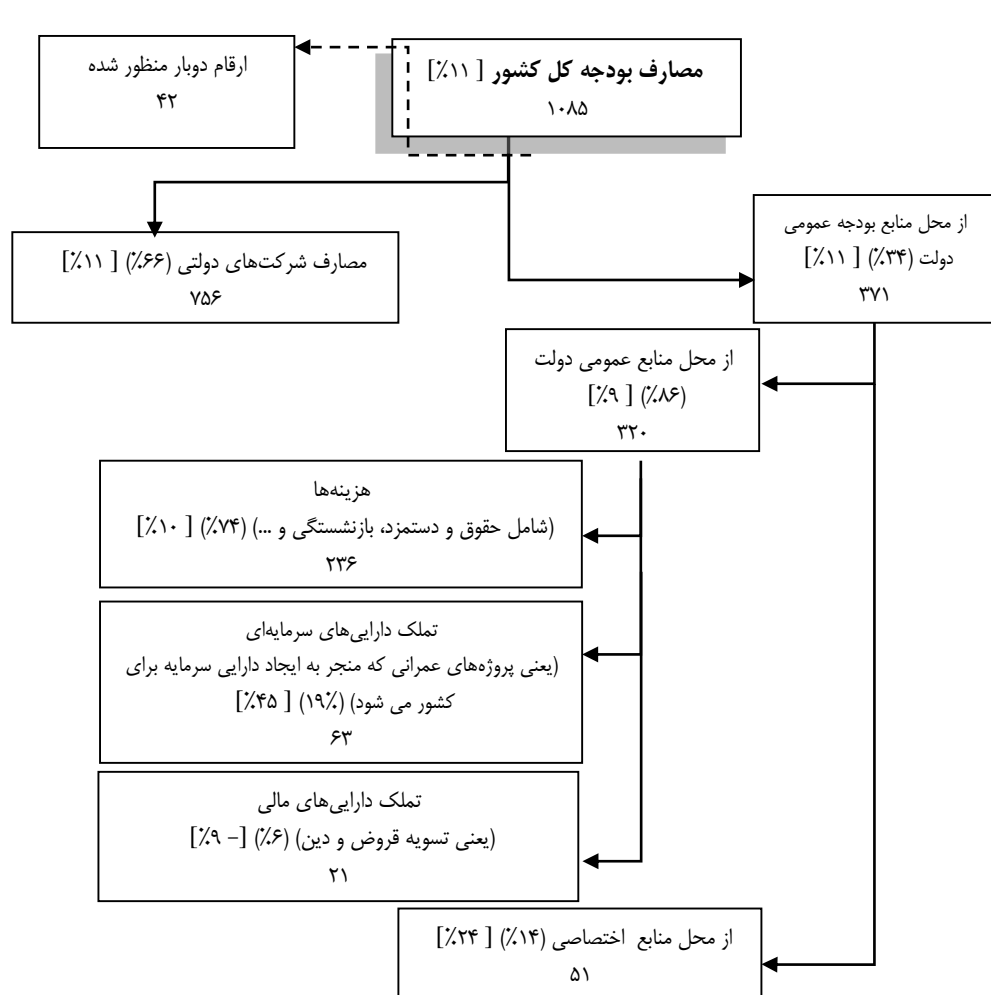 مصارف بودجه کل کشور [ ۱۱٪]
۱۰۸۵
ارقام دوبار منظور شده
۴۲
از محل منابع بودجه عمومی
دولت (۳۴٪) [ ۱۱٪]
۳۷۱
مصارف شرکت‌های دولتی (۶۶٪) [ ۱۱٪]
۷۵۶
از محل منابع عمومی دولت
(۸۶٪) [ ۹٪]
۳۲۰
هزینه‌ها
(شامل حقوق و دستمزد، بازنشستگی و ...) (۷۴٪) [ ۱۰٪]
۲۳۶
تملک دارایی‌های سرمایه‌ای
(یعنی پروژه‌های عمرانی که منجر به ایجاد دارایی سرمایه برای
کشور می شود) (۱۹٪) [ ۴۵٪]
۶۳
تملک دارایی‌های مالی
(یعنی تسویه قروض و دین) (۶٪) [– ۹٪]
۲۱
از محل منابع اختصاصی (۱۴٪) [ ۲۴٪]
۵۱